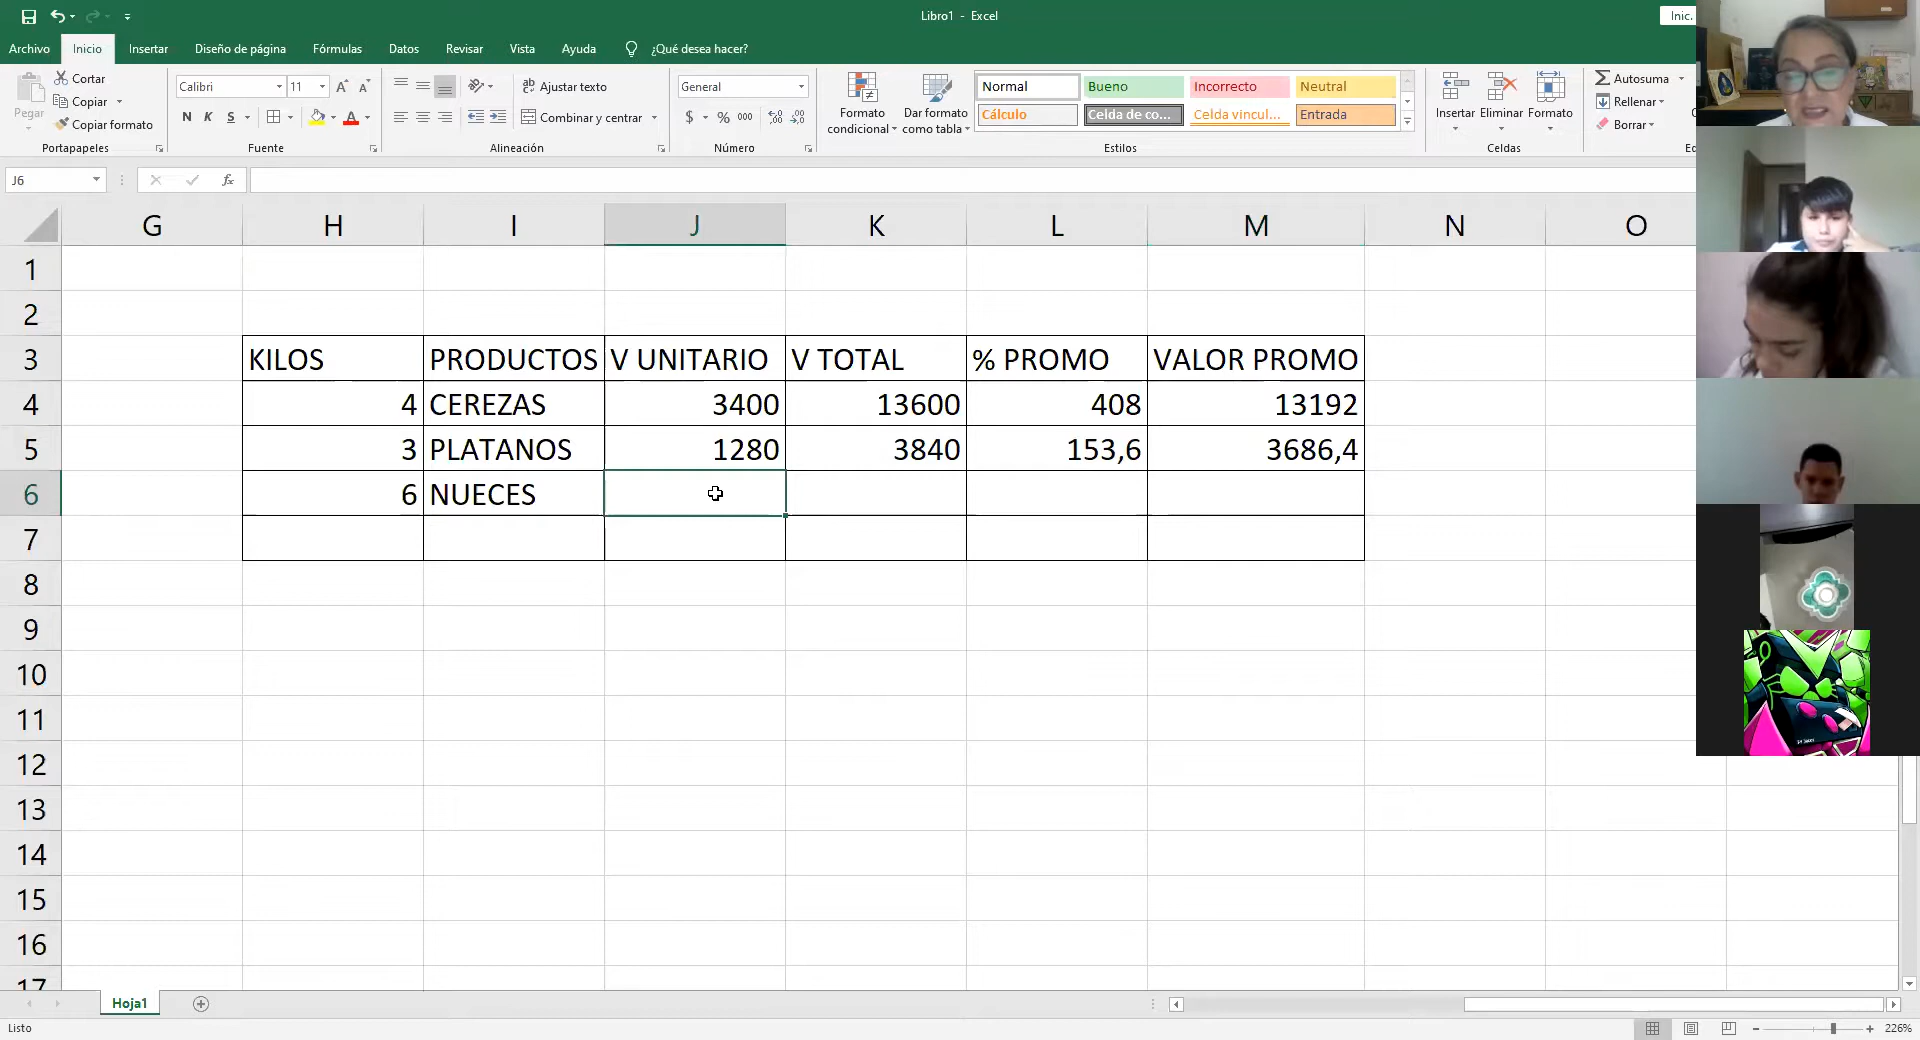 Libro1 - Excel
Inic.
Archivo Inicio Insertar Diseño de página Fórmulas Datos Revisar Vista Ayuda ¿Qué desea hacer?
Pegar
Cortar
Copiar
Copiar formato
Portapapeles
Calibri 11
N K S
Fuente
Ajustar texto
Combinar y centrar
Alineación
General
$ % 000
Número
Formato condicional
Dar formato como tabla
Normal Bueno Incorrecto Neutral
Cálculo Celda de co... Celda vincul... Entrada
Estilos
Insertar Eliminar Formato
Celdas
Autosuma
Rellenar
Borrar
J6 fx
G H I J K L M N O
1
2
3 KILOS PRODUCTOS V UNITARIO V TOTAL % PROMO VALOR PROMO
4 4 CEREZAS 3400 13600 408 13192
5 3 PLATANOS 1280 3840 153,6 3686,4
6 6 NUECES
7
8
9
10
11
12
13
14
15
16
17
Hoja1
Listo
226%